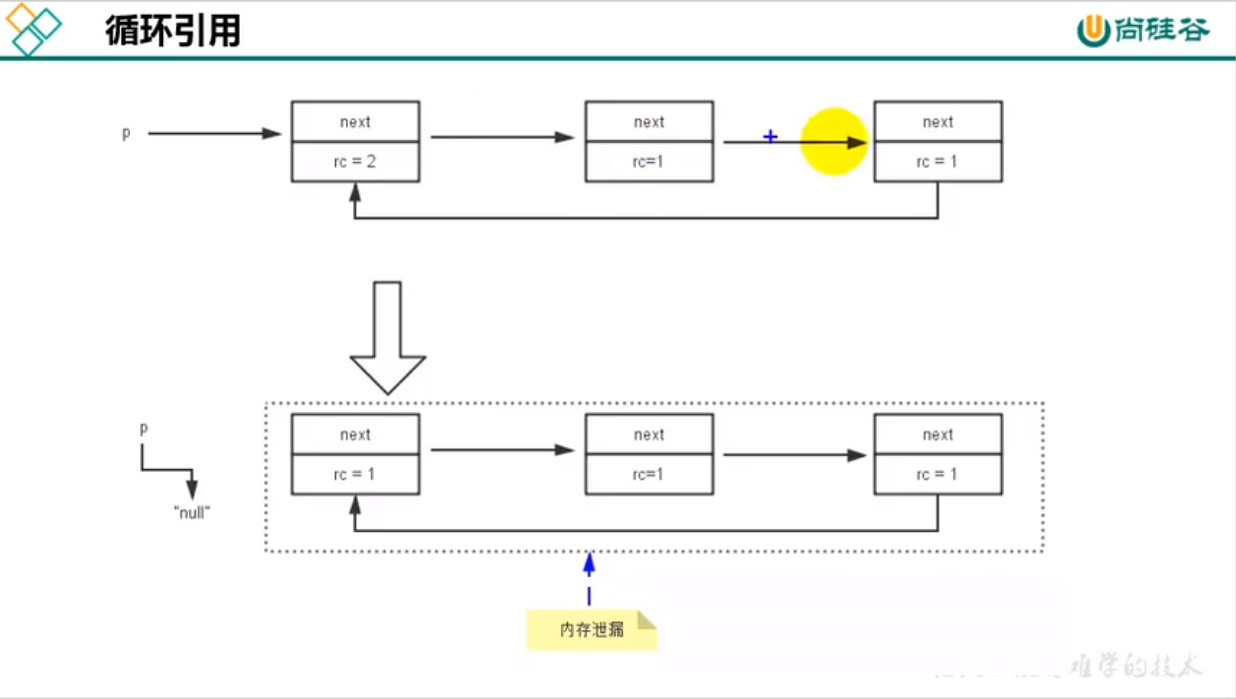 循环引用
尚硅谷
p
next
next
next
rc = 2
rc=1
rc = 1
p
"null"
next
next
next
rc = 1
rc=1
rc = 1
内存泄漏
难学的技术